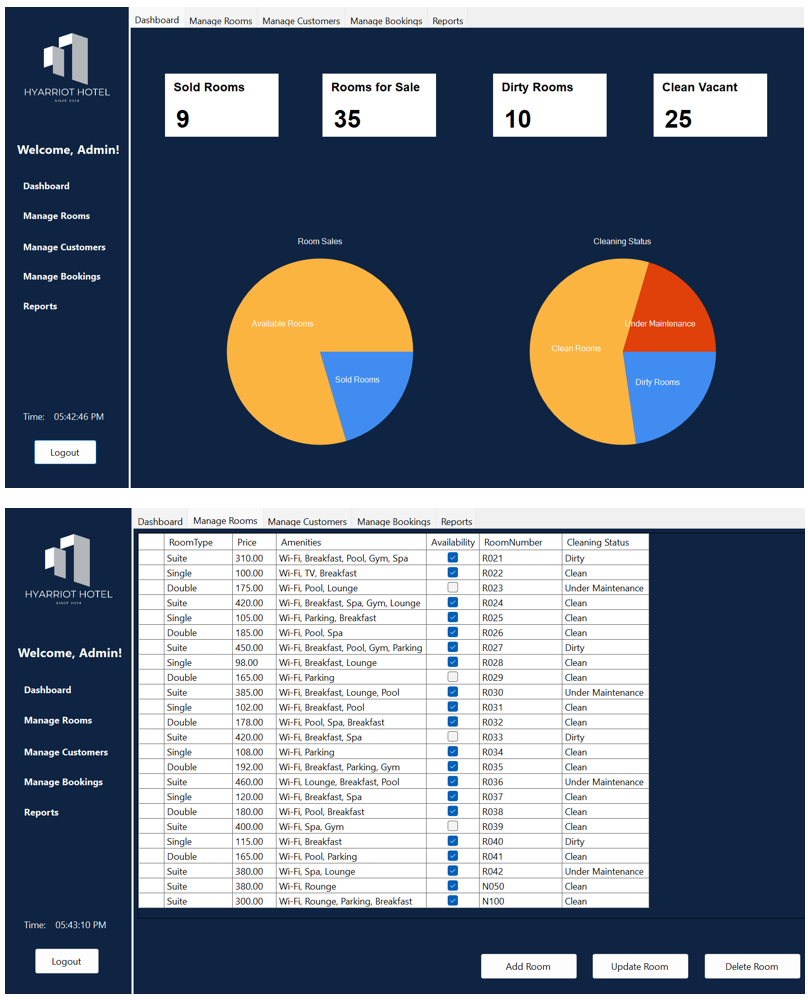 Dashboard Manage Rooms Manage Customers Manage Bookings Reports
HYARRIOT HOTEL
SINCE 2024
Welcome, Admin!
Dashboard
Manage Rooms
Manage Customers
Manage Bookings
Reports
Time: 05:42:46 PM
Logout
Sold Rooms
9
Rooms for Sale
35
Dirty Rooms
10
Clean Vacant
25
Room Sales
Available Rooms
Sold Rooms
Cleaning Status
Under Maintenance
Clean Rooms
Dirty Rooms
Dashboard Manage Rooms Manage Customers Manage Bookings Reports
HYARRIOT HOTEL
SINCE 2024
Welcome, Admin!
Dashboard
Manage Rooms
Manage Customers
Manage Bookings
Reports
Time: 05:43:10 PM
Logout
RoomType Price Amenities Availability RoomNumber Cleaning Status
Suite 310.00 Wi-Fi, Breakfast, Pool, Gym, Spa R021 Dirty
Single 100.00 Wi-Fi, TV, Breakfast R022 Clean
Double 175.00 Wi-Fi, Pool, Lounge R023 Under Maintenance
Suite 420.00 Wi-Fi, Breakfast, Spa, Gym, Lounge R024 Clean
Single 105.00 Wi-Fi, Parking, Breakfast R025 Clean
Double 185.00 Wi-Fi, Pool, Spa R026 Clean
Suite 450.00 Wi-Fi, Breakfast, Pool, Gym, Parking R027 Dirty
Single 98.00 Wi-Fi, Breakfast, Lounge R028 Clean
Double 165.00 Wi-Fi, Parking R029 Clean
Suite 385.00 Wi-Fi, Breakfast, Lounge, Pool R030 Under Maintenance
Single 102.00 Wi-Fi, Breakfast, Pool R031 Clean
Double 178.00 Wi-Fi, Pool, Spa, Breakfast R032 Clean
Suite 420.00 Wi-Fi, Breakfast, Spa R033 Dirty
Single 108.00 Wi-Fi, Parking R034 Clean
Double 192.00 Wi-Fi, Breakfast, Parking, Gym R035 Clean
Suite 460.00 Wi-Fi, Lounge, Breakfast, Pool R036 Under Maintenance
Single 120.00 Wi-Fi, Breakfast, Spa R037 Clean
Double 180.00 Wi-Fi, Pool, Breakfast R038 Clean
Suite 400.00 Wi-Fi, Spa, Gym R039 Clean
Single 115.00 Wi-Fi, Breakfast R040 Dirty
Double 165.00 Wi-Fi, Pool, Parking R041 Clean
Suite 380.00 Wi-Fi, Spa, Lounge R042 Under Maintenance
Suite 380.00 Wi-Fi, Rounge N050 Clean
Suite 300.00 Wi-Fi, Rounge, Parking, Breakfast N100 Clean
Add Room Update Room Delete Room